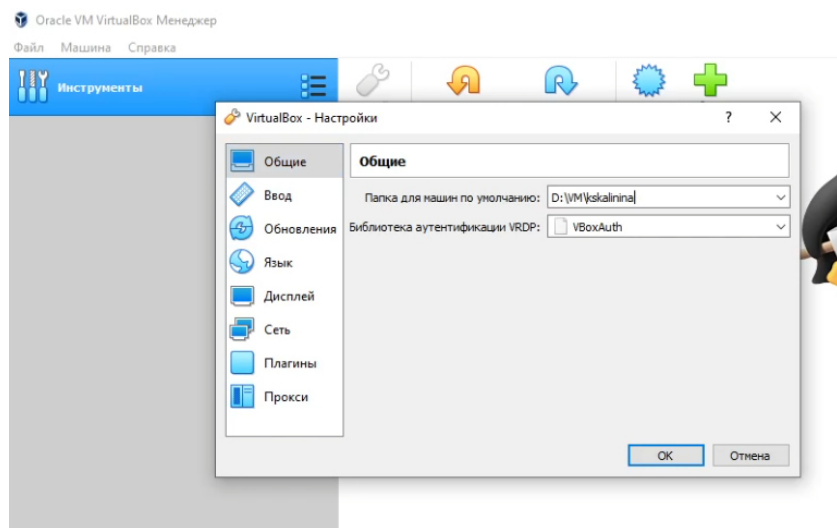 Oracle VM VirtualBox Менеджер
Файл Машина Справка
Инструменты
VirtualBox - Настройки
? X
Общие
Ввод
Обновления
Язык
Дисплей
Сеть
Плагины
Прокси
Общие
Папка для машин по умолчанию: D:\VM\kskalinina
Библиотека аутентификации VRDP: VBoxAuth
OK Отмена